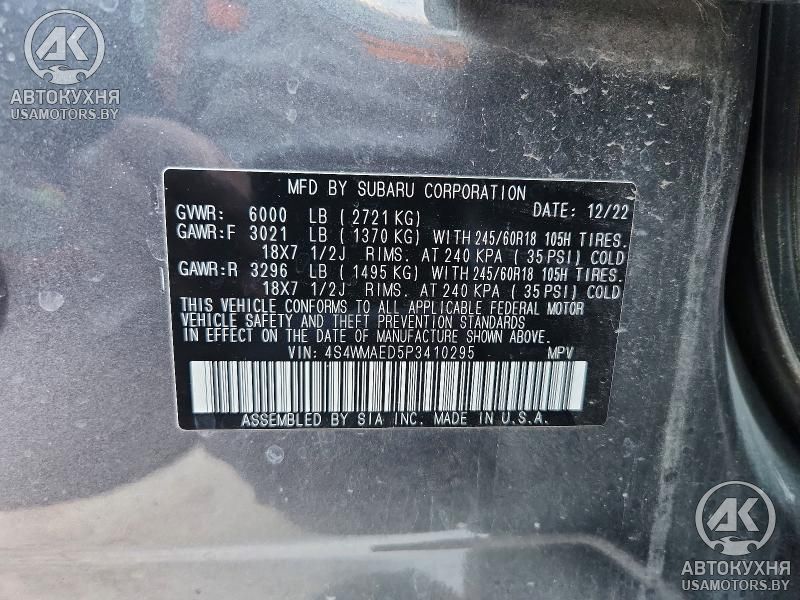 AK
АВТОКУХНЯ
USAMOTORS.BY
MFD BY SUBARU CORPORATION
GVWR: 6000 LB ( 2721 KG) DATE: 12/22
GAWR:F 3021 LB ( 1370 KG) WITH 245/60R18 105H TIRES.
18X7 1/2J RIMS. AT 240 KPA ( 35 PSI) COLD
GAWR:R 3296 LB ( 1495 KG) WITH 245/60R18 105H TIRES.
18X7 1/2J RIMS. AT 240 KPA ( 35 PSI) COLD
THIS VEHICLE CONFORMS TO ALL APPLICABLE FEDERAL MOTOR
VEHICLE SAFETY AND THEFT PREVENTION STANDARDS
IN EFFECT ON THE DATE OF MANUFACTURE SHOWN ABOVE.
VIN: 4S4WMAED5P3410295 MPV
ASSEMBLED BY SIA INC. MADE IN U.S.A.
AK
АВТОКУХНЯ
USAMOTORS.BY